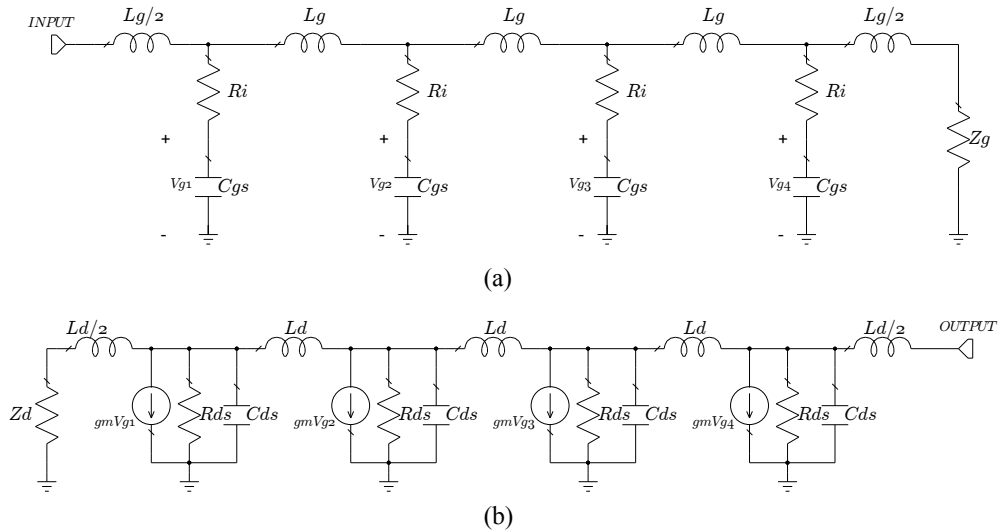 INPUT Lg/2 Lg Lg Lg Lg/2
Ri Ri Ri Ri Zg
+ + + +
Vg1 Cgs Vg2 Cgs Vg3 Cgs Vg4 Cgs
- - - -
(a)
Ld/2 Ld Ld Ld Ld/2 OUTPUT
Zd gmVg1 Rds Cds gmVg2 Rds Cds gmVg3 Rds Cds gmVg4 Rds Cds
(b)